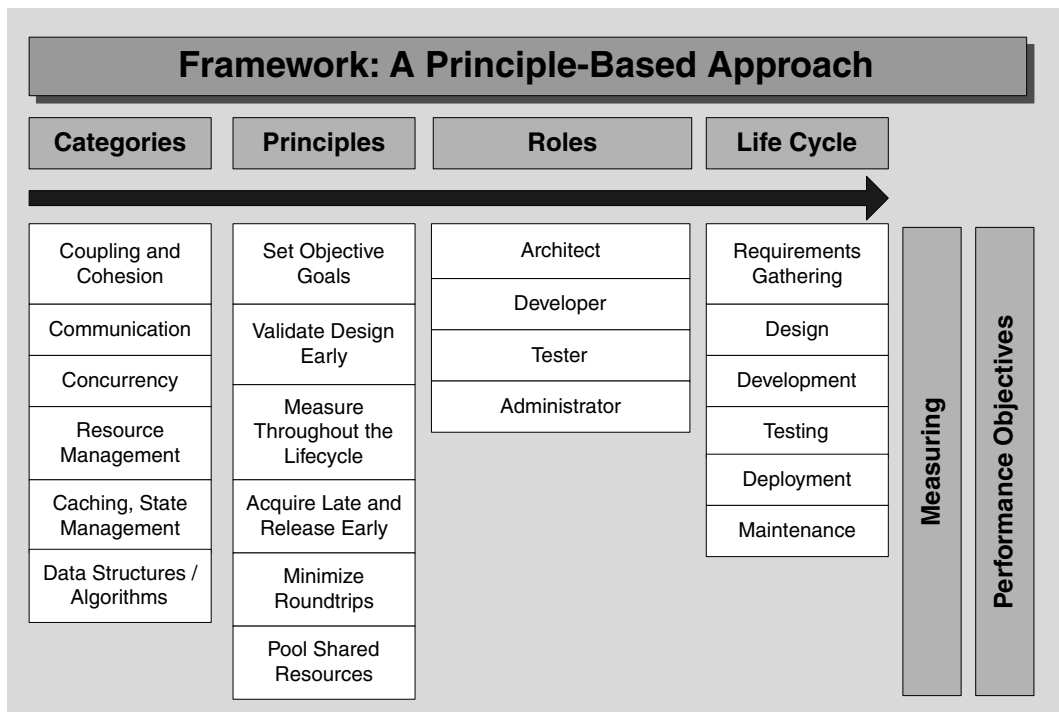 Framework: A Principle-Based Approach
Categories
Principles
Roles
Life Cycle
Coupling and
Cohesion
Communication
Concurrency
Resource
Management
Caching, State
Management
Data Structures /
Algorithms
Set Objective
Goals
Validate Design
Early
Measure
Throughout the
Lifecycle
Acquire Late and
Release Early
Minimize
Roundtrips
Pool Shared
Resources
Architect
Developer
Tester
Administrator
Requirements
Gathering
Design
Development
Testing
Deployment
Maintenance
Measuring
Performance Objectives